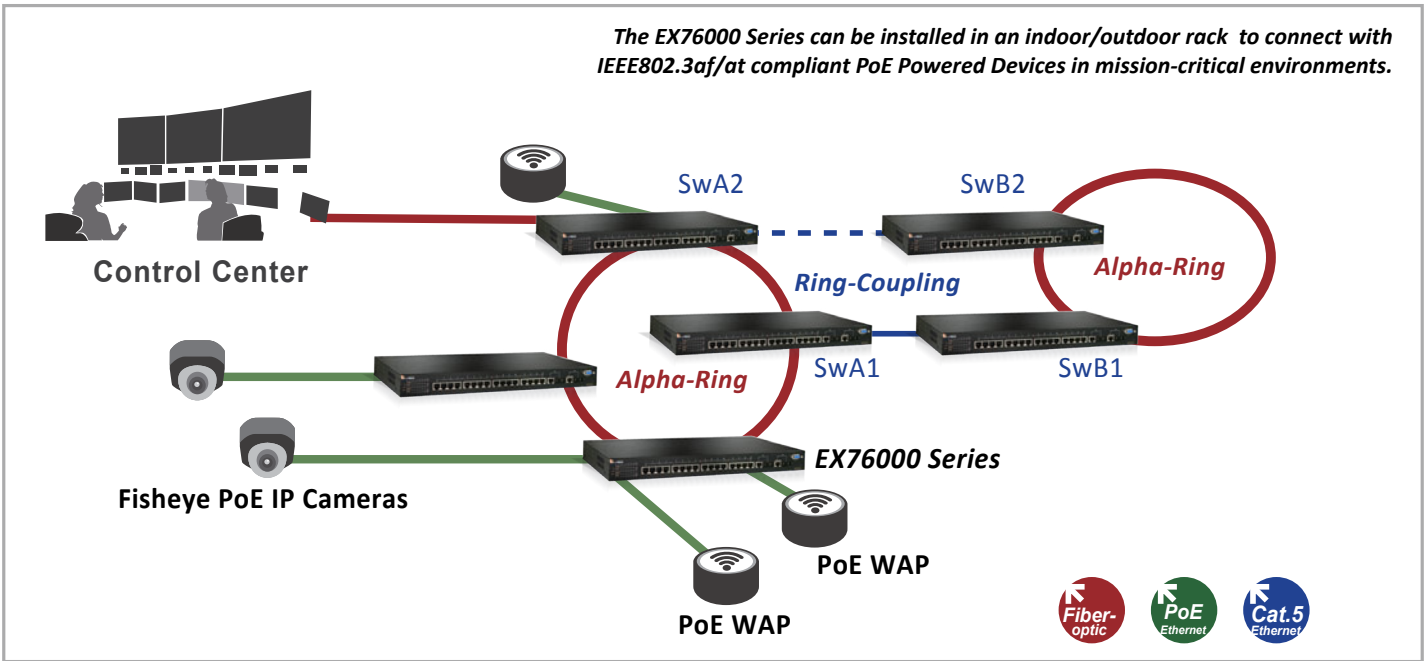 The EX76000 Series can be installed in an indoor/outdoor rack to connect with
IEEE802.3af/at compliant PoE Powered Devices in mission-critical environments.
SwA2
SwB2
Control Center
Ring-Coupling
Alpha-Ring
Alpha-Ring
SwA1
SwB1
EX76000 Series
Fisheye PoE IP Cameras
PoE WAP
PoE WAP
Fiber-
optic
PoE
Ethernet
Cat.5
Ethernet